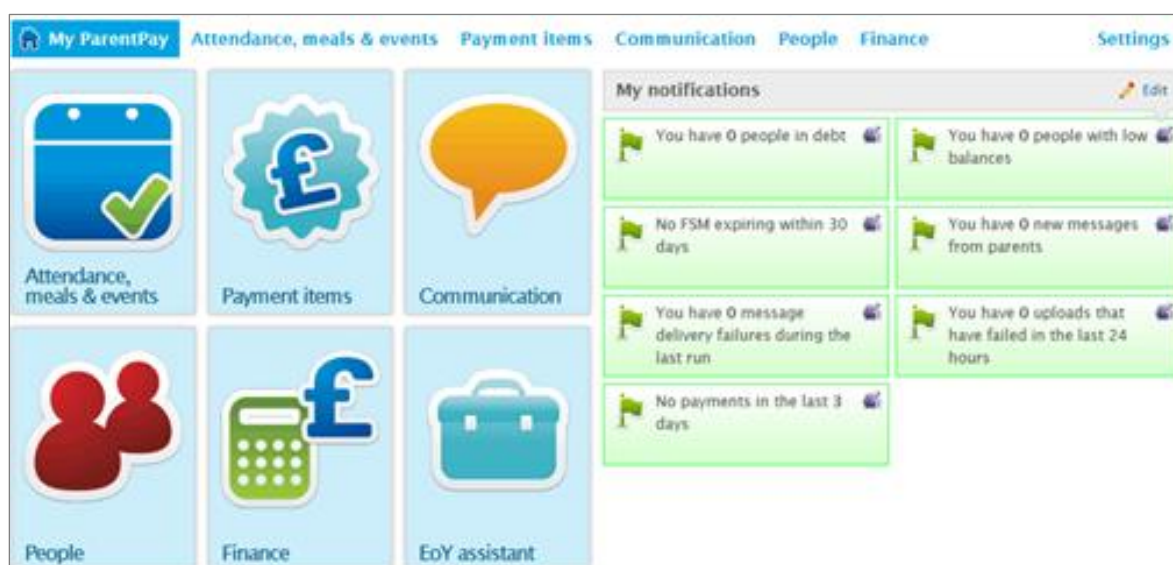 My ParentPay Attendance, meals & events Payment items Communication People Finance Settings
Attendance,
meals & events
Payment items
Communication
People
Finance
EoY assistant
My notifications
Edit
You have 0 people in debt
You have 0 people with low
balances
No FSM expiring within 30
days
You have 0 new messages
from parents
You have 0 message
delivery failures during the
last run
You have 0 uploads that
have failed in the last 24
hours
No payments in the last 3
days